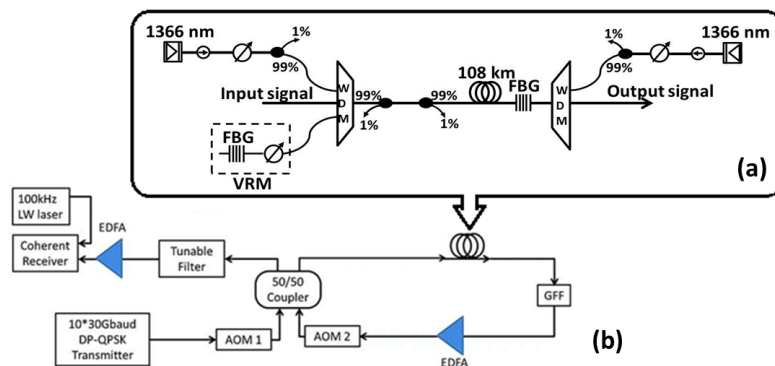 1366 nm
1%
99%
Input signal
W
D
M
99%
1%
99%
1%
108 km
FBG
W
D
M
99%
1%
1366 nm
Output signal
FBG
VRM
(a)
100kHz
LW laser
Coherent
Receiver
EDFA
Tunable
Filter
50/50
Coupler
10*30Gbaud
DP-QPSK
Transmitter
AOM 1
AOM 2
EDFA
GFF
(b)